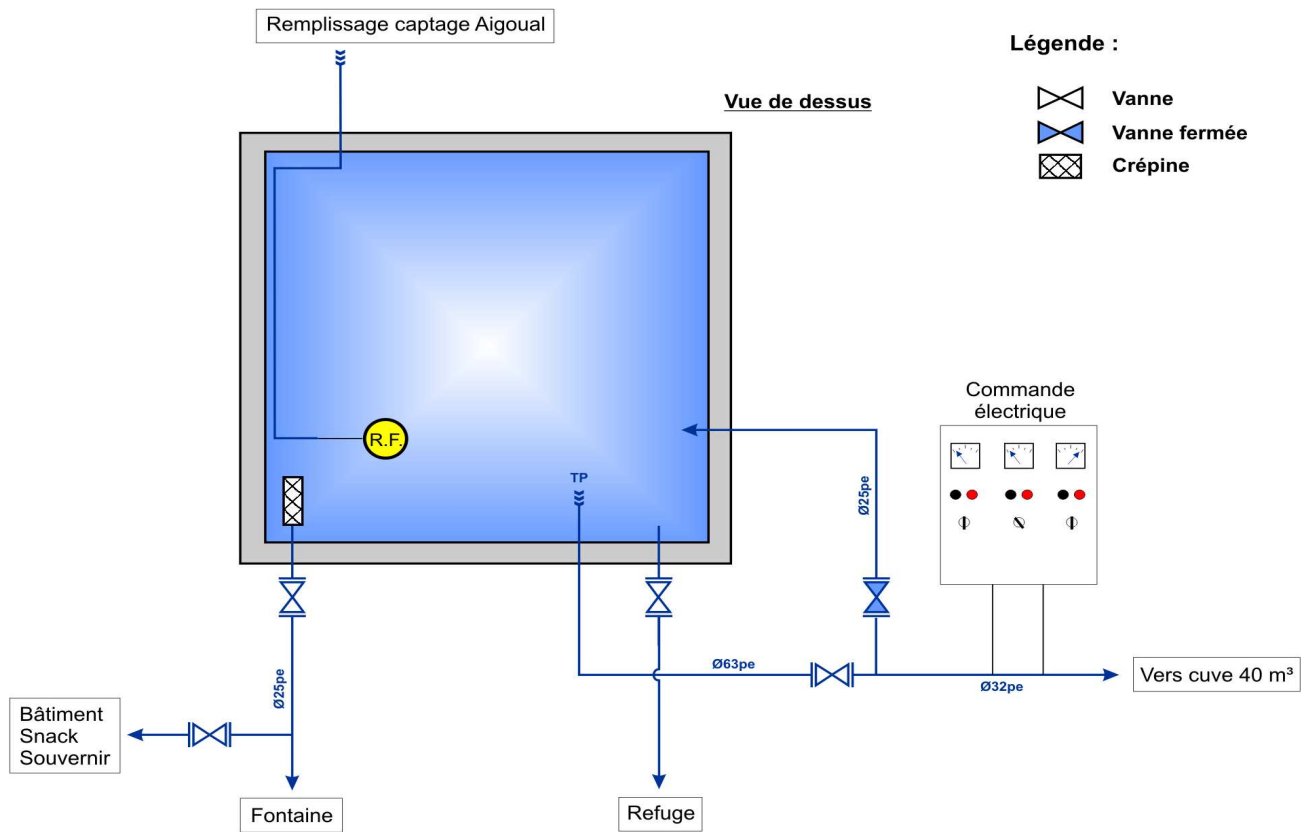 Remplissage captage Aigoual
Légende :
Vanne
Vanne fermée
Crépine
Vue de dessus
Commande
électrique
R.F.
TP
Ø25pe
Ø63pe
Ø32pe
Vers cuve 40 m³
Ø25pe
Bâtiment
Snack
Souvernir
Fontaine
Refuge